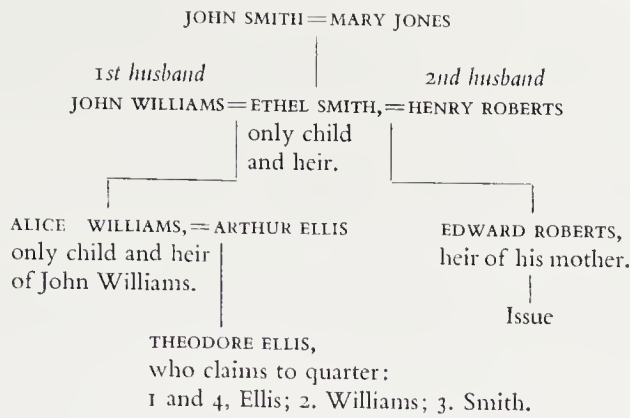 JOHN SMITH=MARY JONES
1st husband 2nd husband
JOHN WILLIAMS=ETHEL SMITH,=HENRY ROBERTS
only child
and heir.
ALICE WILLIAMS,=ARTHUR ELLIS
only child and heir
of John Williams.
EDWARD ROBERTS,
heir of his mother.
Issue
THEODORE ELLIS,
who claims to quarter:
1 and 4, Ellis; 2. Williams; 3. Smith.